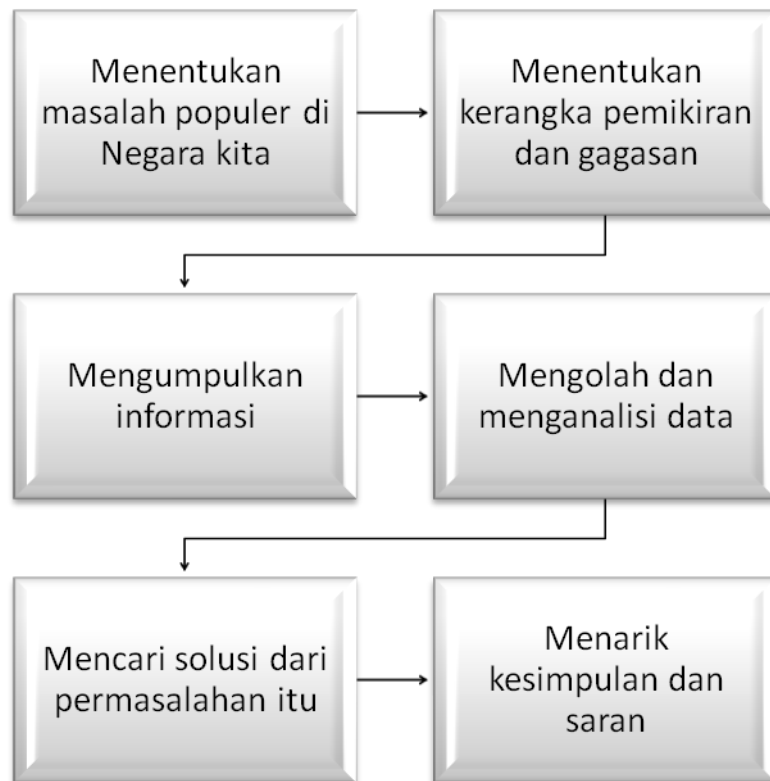 Menentukan
masalah populer di
Negara kita
Menentukan
kerangka pemikiran
dan gagasan
Mengumpulkan
informasi
Mengolah dan
menganalisi data
Mencari solusi dari
permasalahan itu
Menarik
kesimpulan dan
saran